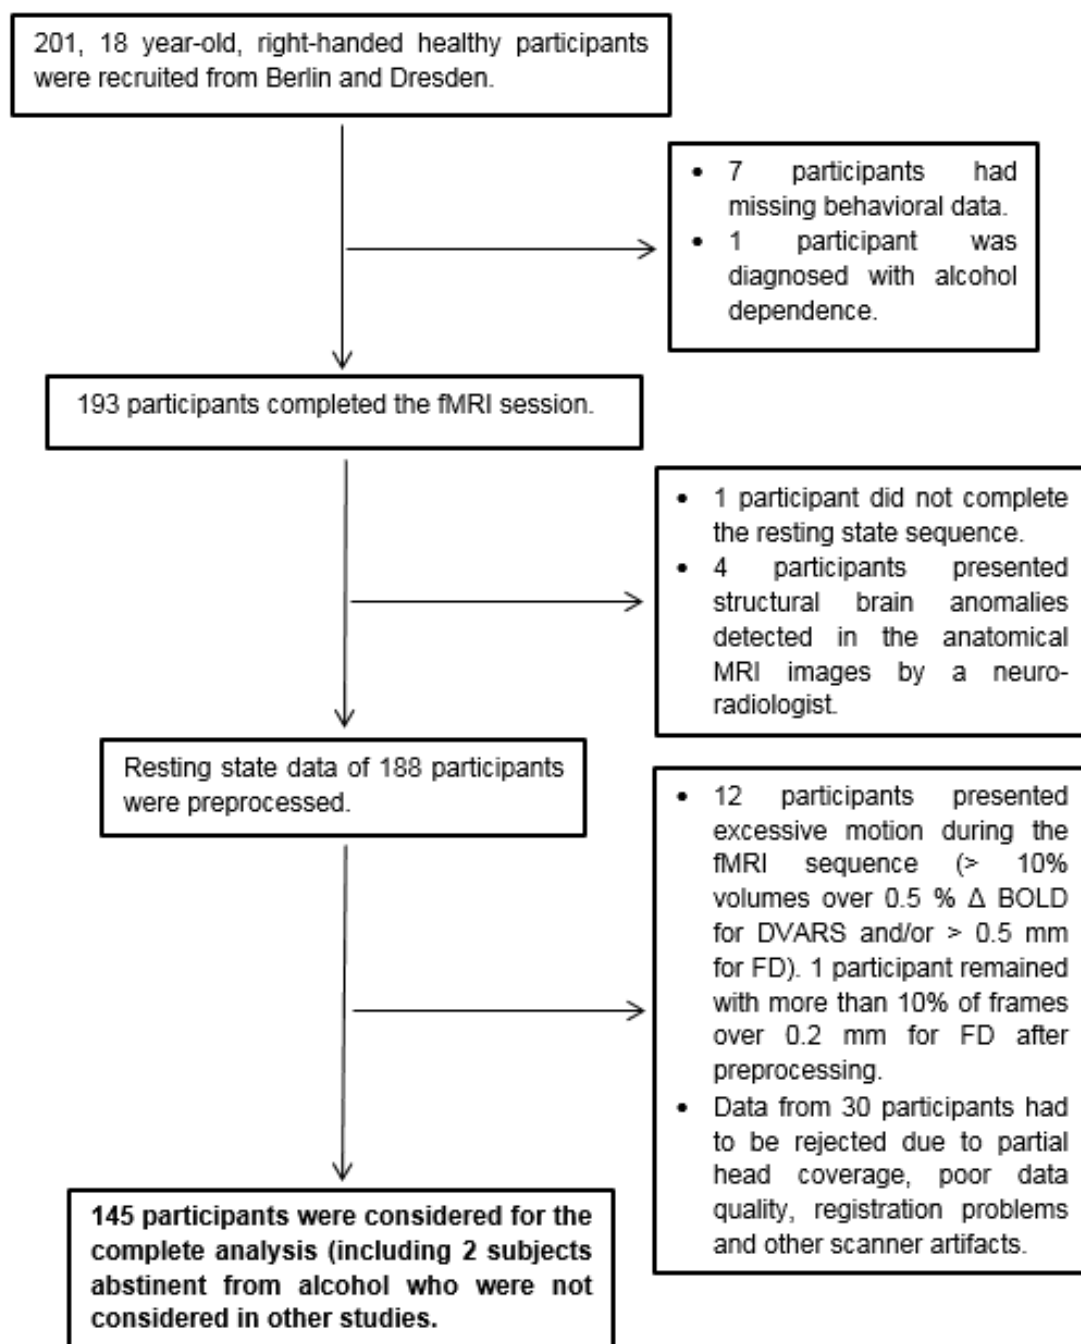 201, 18 year-old, right-handed healthy participants
were recruited from Berlin and Dresden.
• 7 participants had
missing behavioral data.
• 1 participant was
diagnosed with alcohol
dependence.
193 participants completed the fMRI session.
• 1 participant did not complete
the resting state sequence.
• 4 participants presented
structural brain anomalies
detected in the anatomical
MRI images by a neuro-
radiologist.
Resting state data of 188 participants
were preprocessed.
• 12 participants presented
excessive motion during the
fMRI sequence (> 10%
volumes over 0.5 % Δ BOLD
for DVARS and/or > 0.5 mm
for FD). 1 participant remained
with more than 10% of frames
over 0.2 mm for FD after
preprocessing.
• Data from 30 participants had
to be rejected due to partial
head coverage, poor data
quality, registration problems
and other scanner artifacts.
145 participants were considered for the
complete analysis (including 2 subjects
abstinent from alcohol who were not
considered in other studies.